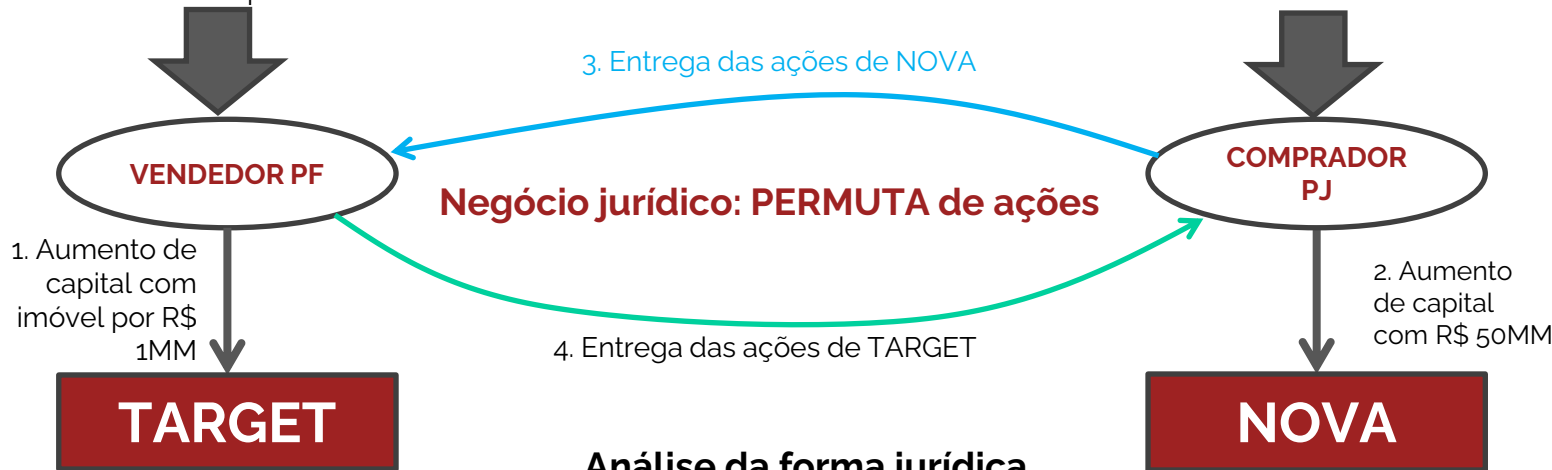 3. Entrega das ações de NOVA
VENDEDOR PF
COMPRADOR
PJ
Negócio jurídico: PERMUTA de ações
1. Aumento de
capital com
imóvel por R$
1MM
2. Aumento
de capital
com R$ 50MM
4. Entrega das ações de TARGET
TARGET
NOVA
Análise da forma jurídica